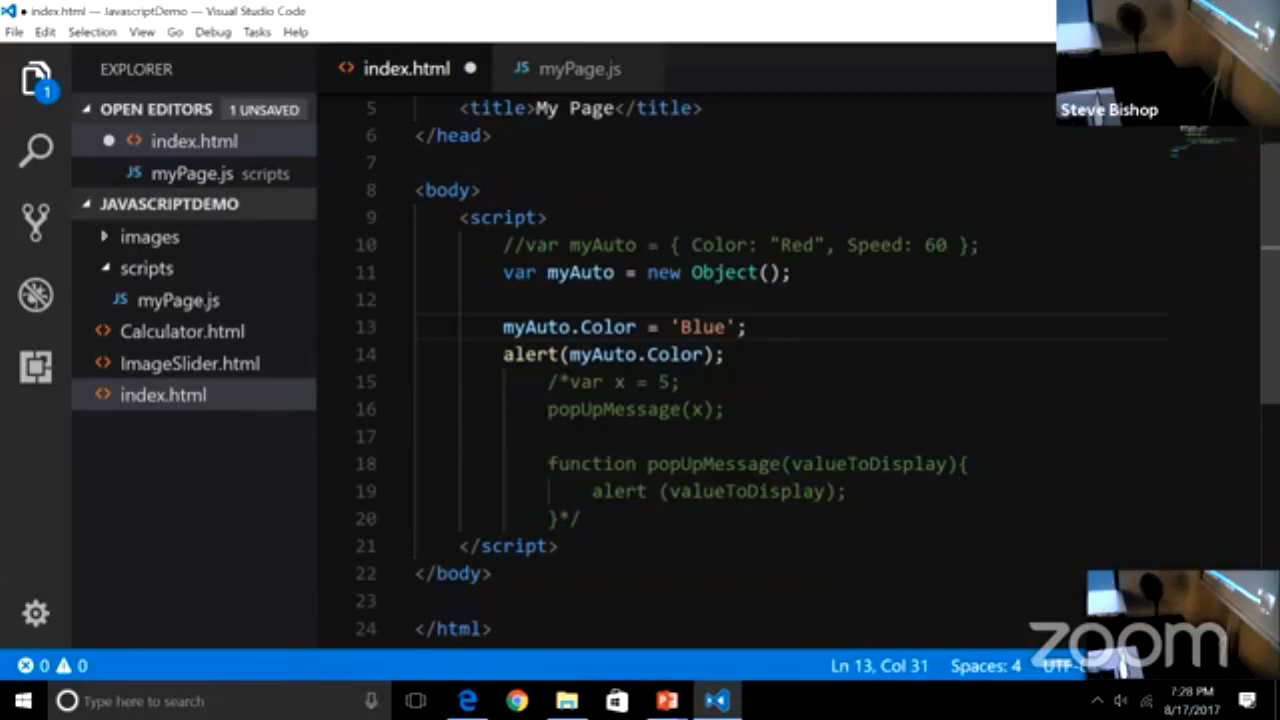 index.html — JavascriptDemo — Visual Studio Code
File Edit Selection View Go Debug Tasks Help
EXPLORER
index.html
JS myPage.js
Steve Bishop
1
OPEN EDITORS 1 UNSAVED
index.html
JS myPage.js scripts
JAVASCRIPTDEMO
images
scripts
JS myPage.js
Calculator.html
ImageSlider.html
index.html
5 <title>My Page</title>
6 </head>
7
8 <body>
9 <script>
10 //var myAuto = { Color: "Red", Speed: 60 };
11 var myAuto = new Object();
12
13 myAuto.Color = 'Blue';
14 alert(myAuto.Color);
15 /*var x = 5;
16 popUpMessage(x);
17
18 function popUpMessage(valueToDisplay){
19 alert (valueToDisplay);
20 }*/
21 </script>
22 </body>
23
24 </html>
zoom
0 0 Ln 13, Col 31 Spaces: 4
Type here to search
7:28 PM
8/17/2017